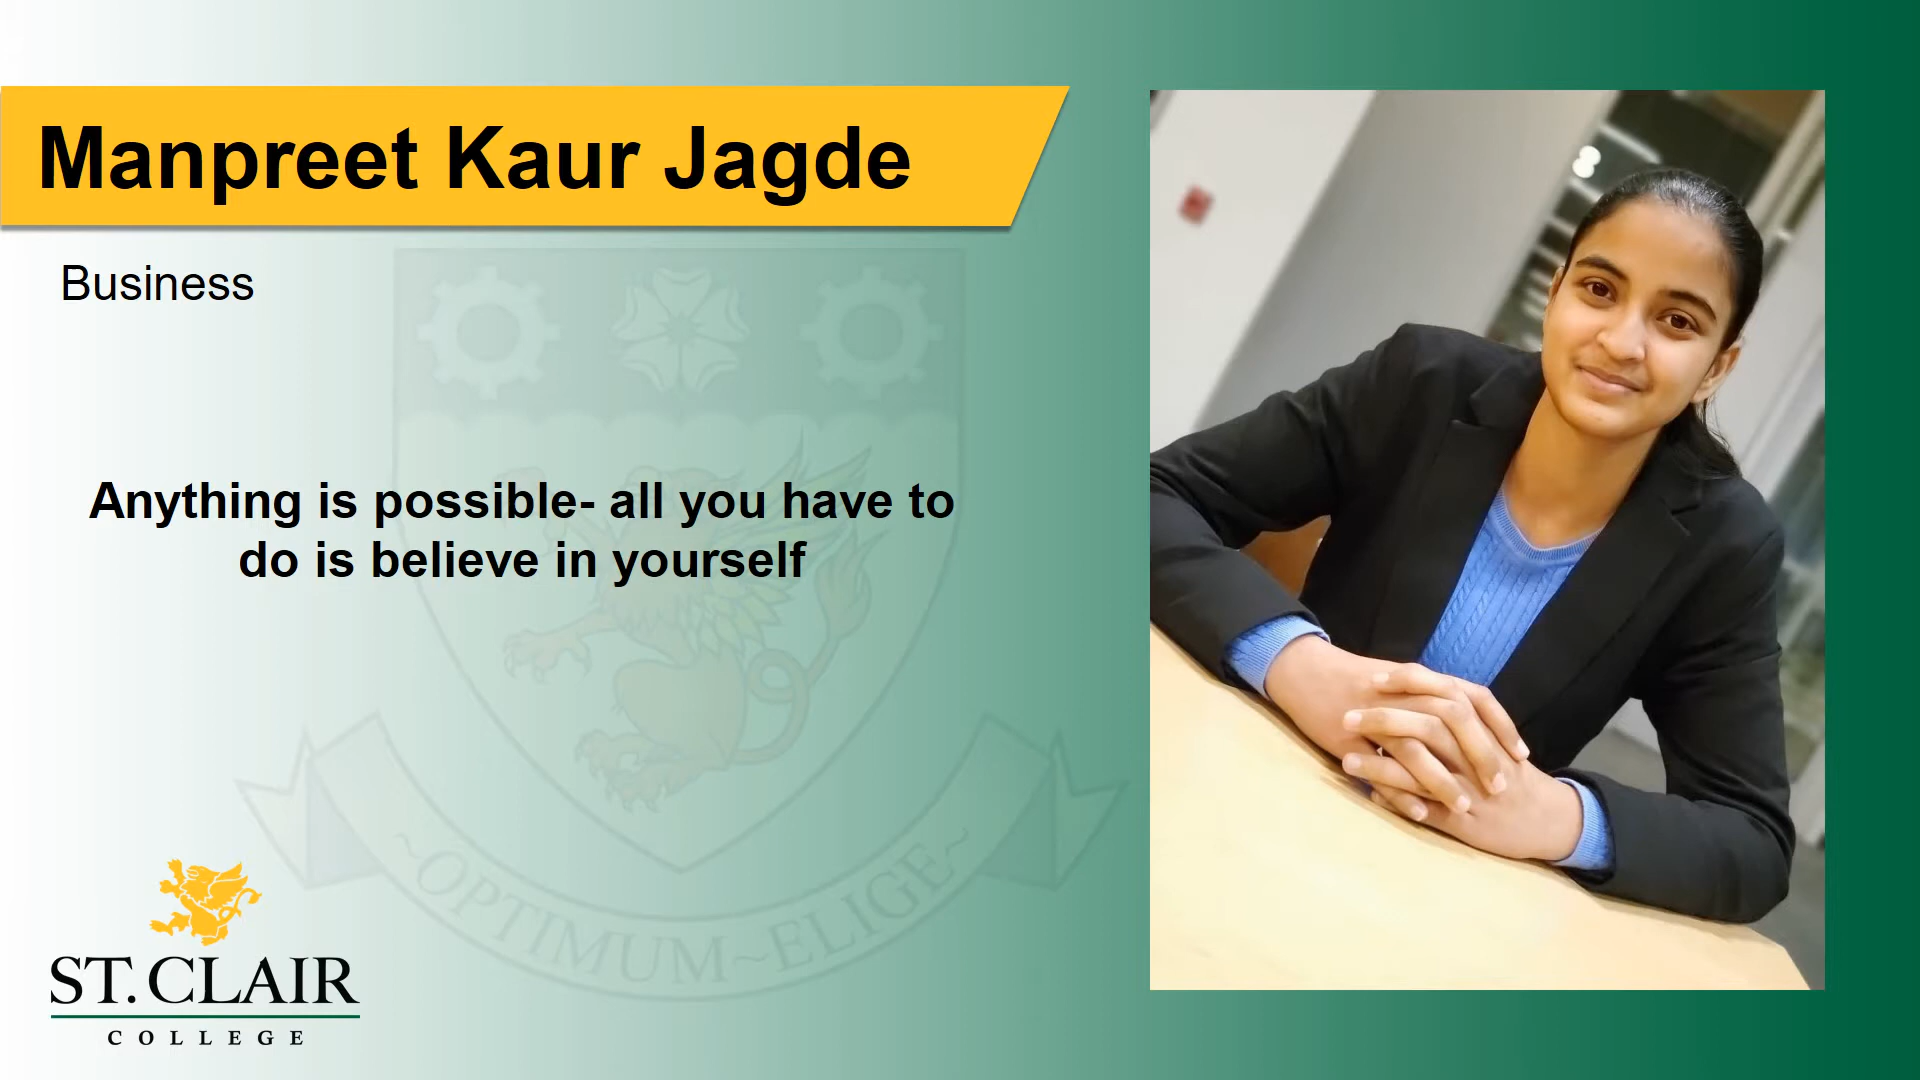 Manpreet Kaur Jagde
Business
Anything is possible- all you have to
do is believe in yourself
~OPTIMUM~ELIGE~
ST. CLAIR
COLLEGE